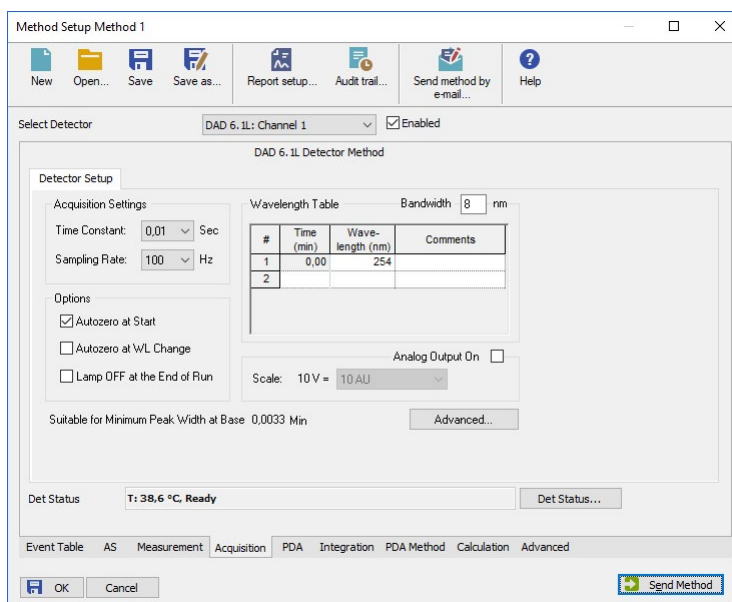 Method Setup Method 1
New Open... Save Save as... Report setup... Audit trail... Send method by e-mail... Help
Select Detector DAD 6.1L: Channel 1 Enabled
DAD 6.1L Detector Method
Detector Setup
Acquisition Settings
Time Constant: 0,01 Sec
Sampling Rate: 100 Hz
Wavelength Table Bandwidth 8 nm
# Time (min) Wave-length (nm) Comments
1 0,00 254
2
Options
Autozero at Start
Autozero at WL Change
Lamp OFF at the End of Run
Analog Output On
Scale: 10 V = 10 AU
Suitable for Minimum Peak Width at Base 0,0033 Min Advanced...
Det Status T: 38,6 °C, Ready Det Status...
Event Table AS Measurement Acquisition PDA Integration PDA Method Calculation Advanced
OK Cancel Send Method